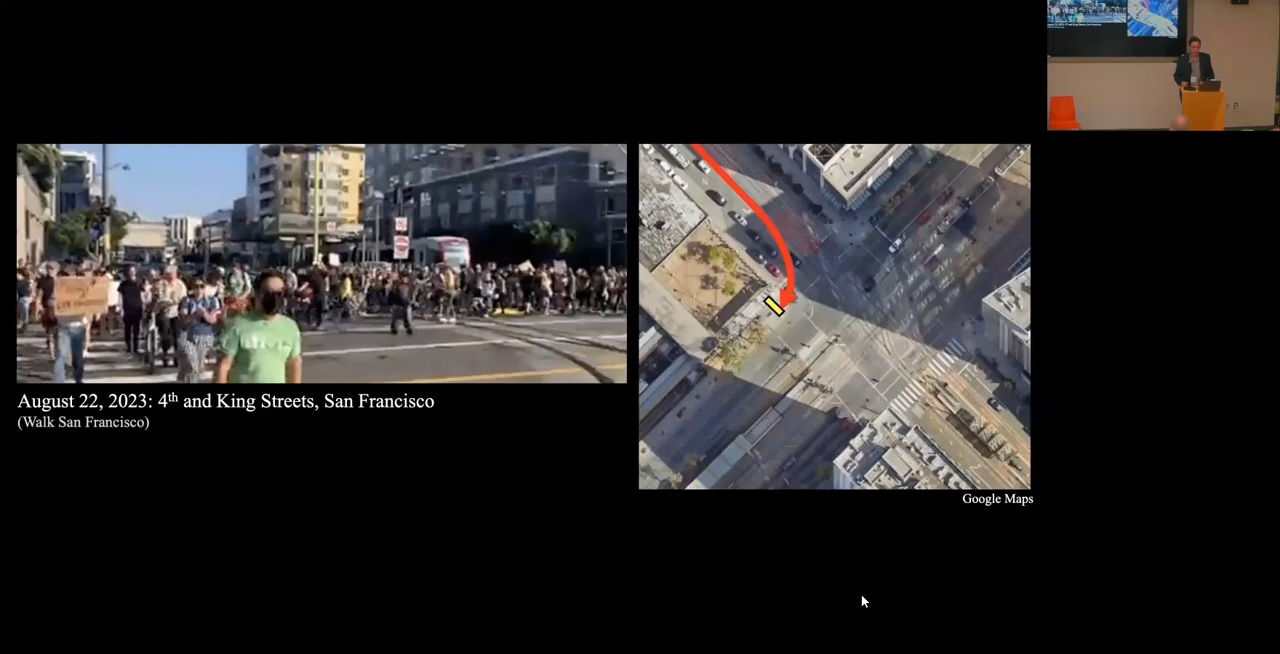 August 22, 2023: 4th and King Streets, San Francisco
(Walk San Francisco)
Google Maps